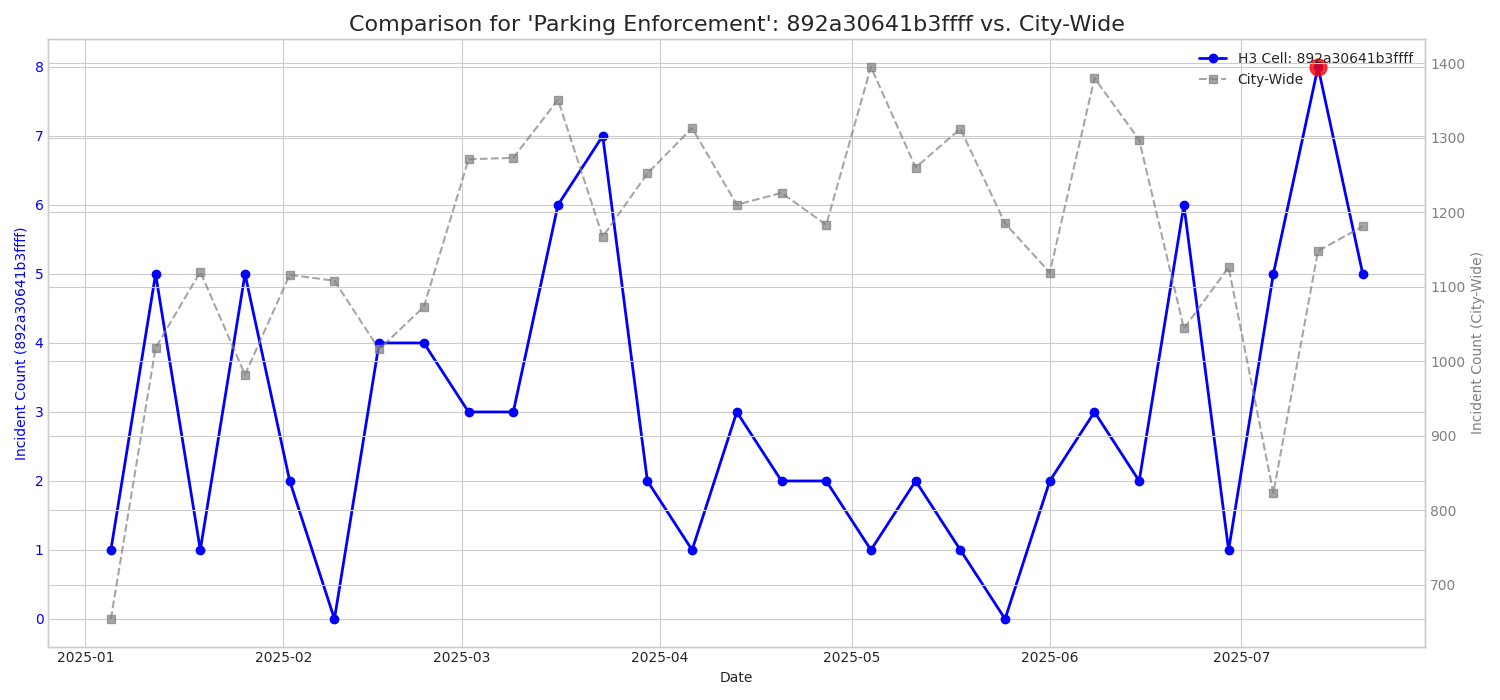 Comparison for 'Parking Enforcement': 892a30641b3ffff vs. City-Wide
H3 Cell: 892a30641b3ffff
City-Wide
Incident Count (892a30641b3ffff)
8
7
6
5
4
3
2
1
0
1400
1300
1200
1100
1000
900
800
700
Incident Count (City-Wide)
2025-01 2025-02 2025-03 2025-04 2025-05 2025-06 2025-07
Date